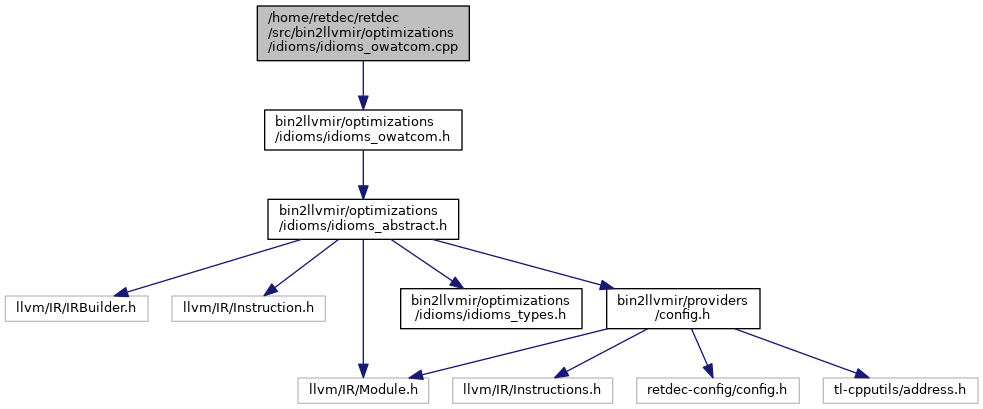 /home/retdec/retdec
/src/bin2llvmir/optimizations
/idioms/idioms_owatcom.cpp
bin2llvmir/optimizations
/idioms/idioms_owatcom.h
bin2llvmir/optimizations
/idioms/idioms_abstract.h
llvm/IR/IRBuilder.h
llvm/IR/Instruction.h
bin2llvmir/optimizations
/idioms/idioms_types.h
bin2llvmir/providers
/config.h
llvm/IR/Module.h
llvm/IR/Instructions.h
retdec-config/config.h
tl-cpputils/address.h